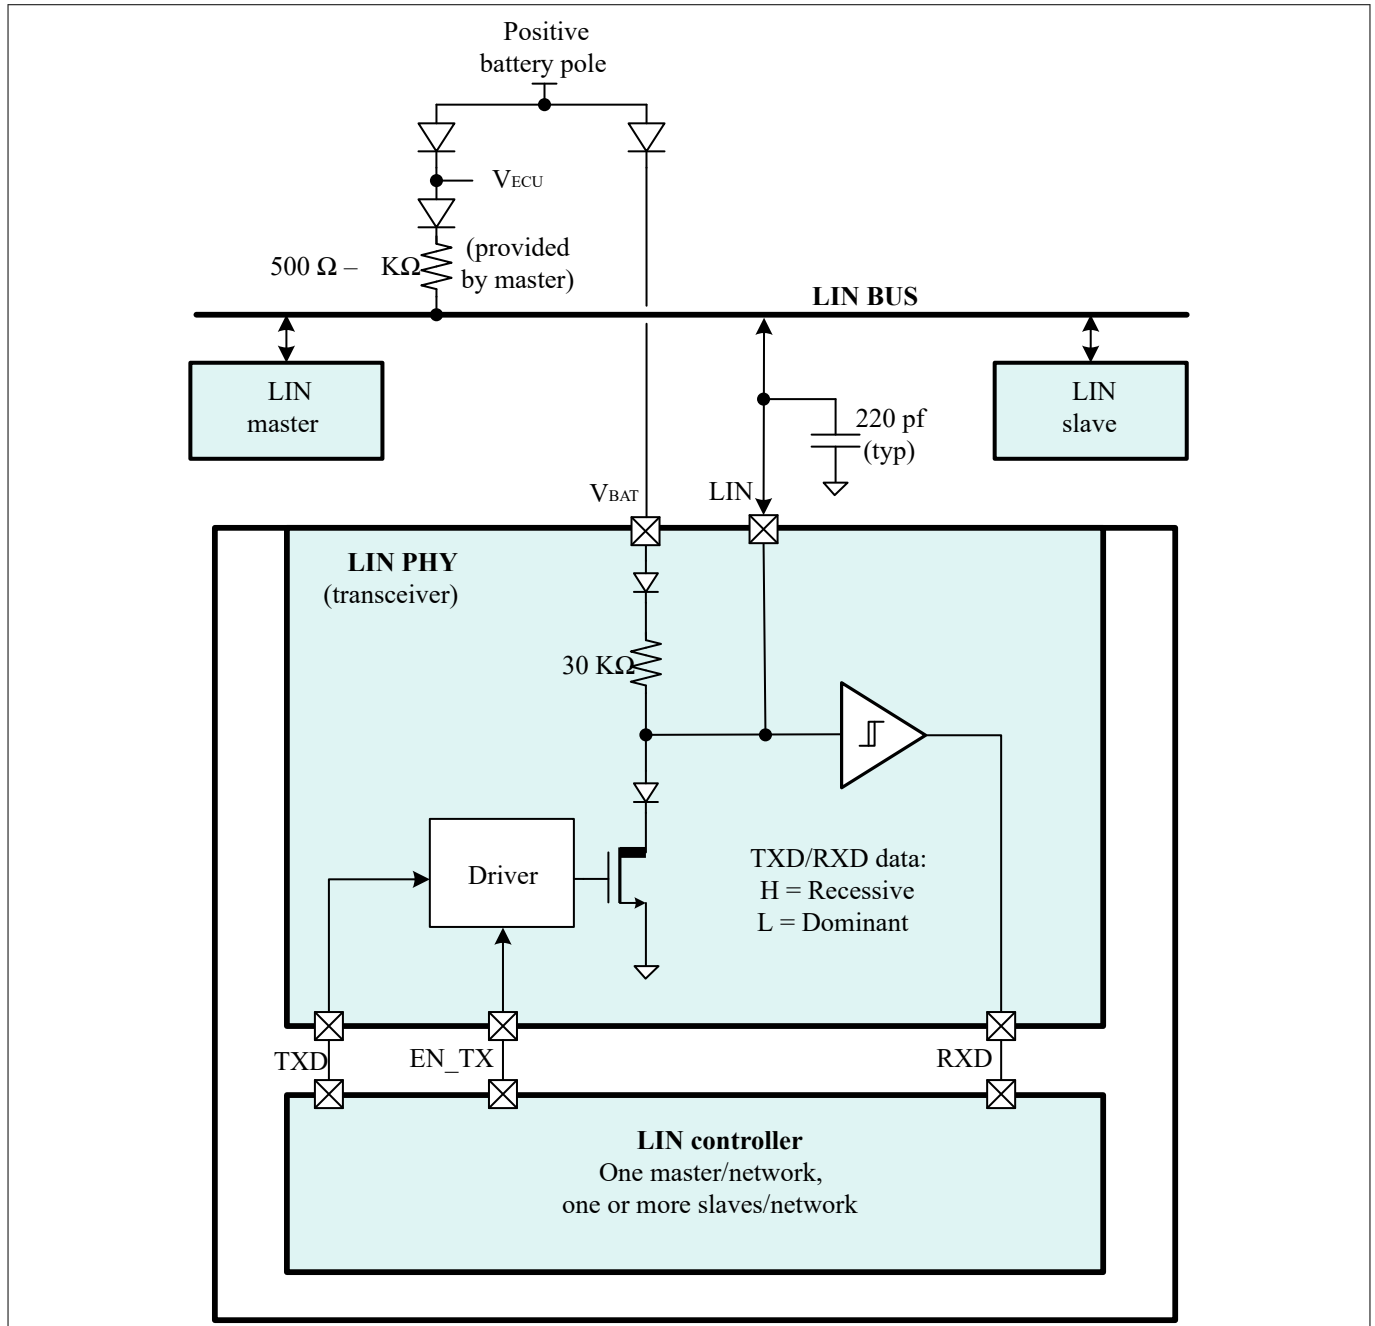 Positive
battery pole
VECU
500 Ω –    KΩ
(provided
by master)
LIN BUS
LIN
master
LIN
slave
220 pf
(typ)
VBAT
LIN
LIN PHY
(transceiver)
30 KΩ
Driver
TXD/RXD data:
H = Recessive
L = Dominant
TXD
EN_TX
RXD
LIN controller
One master/network,
one or more slaves/network